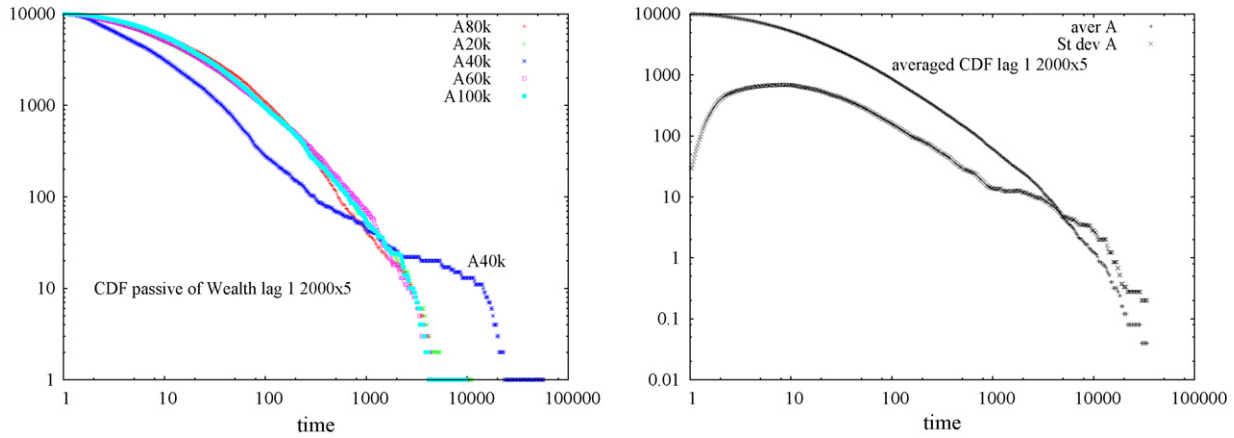 10000
1000
100
10
1
A80k
A20k
A40k
A60k
A100k
A40k
CDF passive of Wealth lag 1 2000x5
1 10 100 1000 10000 100000
time
10000
1000
100
10
1
0.1
0.01
aver A
St dev A
averaged CDF lag 1 2000x5
1 10 100 1000 10000 100000
time